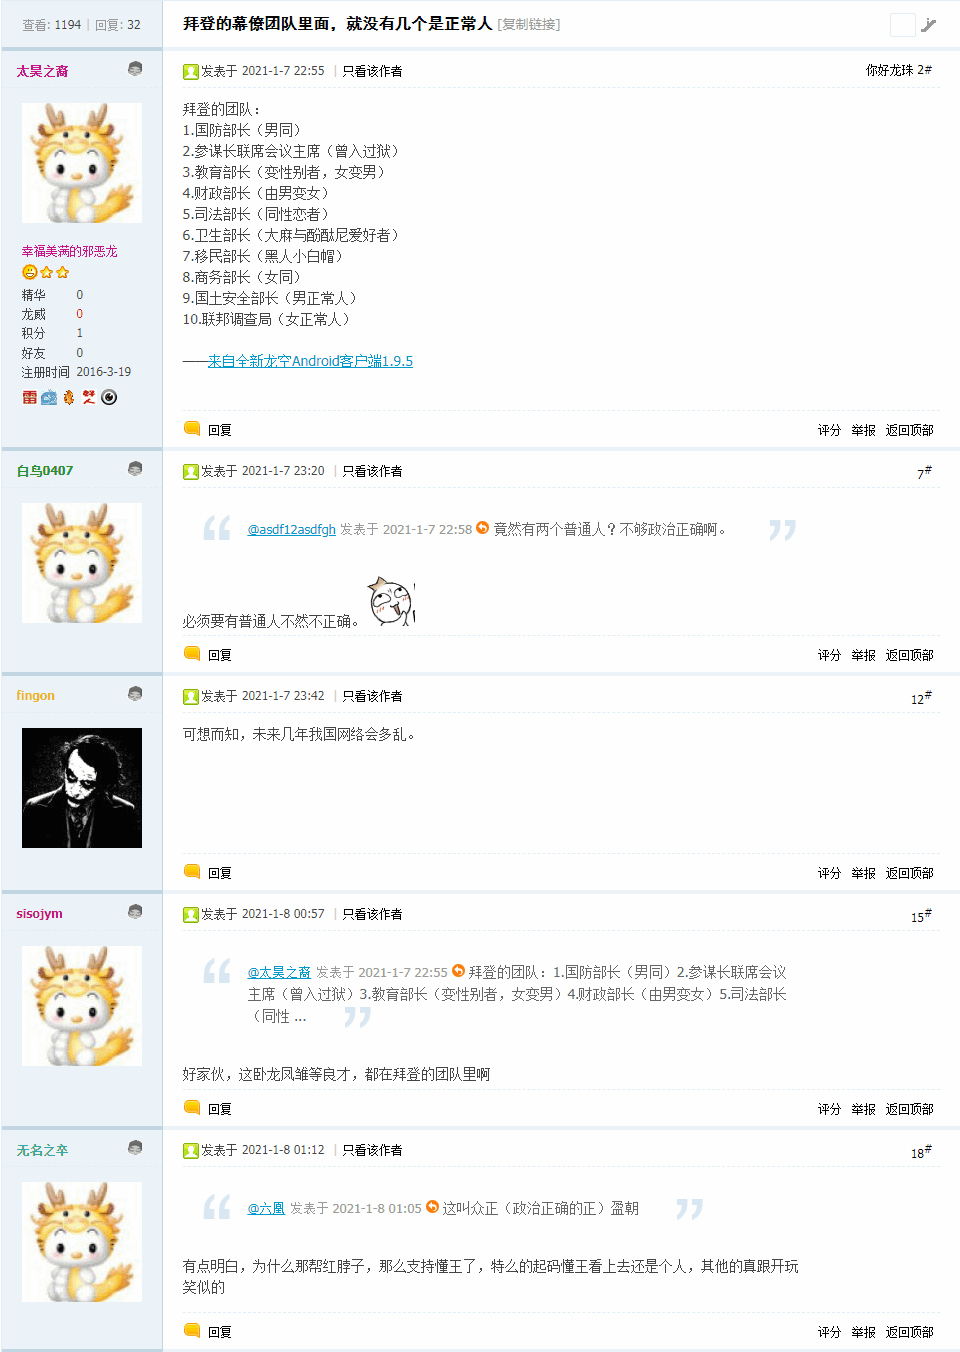 查看: 1194 | 回复: 32
拜登的幕僚团队里面，就没有几个是正常人 [复制链接]
太昊之裔
发表于 2021-1-7 22:55 | 只看该作者
你好龙珠 2#
拜登的团队：
1.国防部长（男同）
2.参谋长联席会议主席（曾入过狱）
3.教育部长（变性别者，女变男）
4.财政部长（由男变女）
5.司法部长（同性恋者）
6.卫生部长（大麻与酚酞尼爱好者）
7.移民部长（黑人小白帽）
8.商务部长（女同）
9.国土安全部长（男正常人）
10.联邦调查局（女正常人）
——来自全新龙空Android客户端1.9.5
幸福美满的邪恶龙
精华 0
龙威 0
积分 1
好友 0
注册时间 2016-3-19
回复
评分 举报 返回顶部
白鸟0407
发表于 2021-1-7 23:20 | 只看该作者
7#
@asdf12asdfgh 发表于 2021-1-7 22:58 竟然有两个普通人？不够政治正确啊。
必须要有普通人不然不正确。
回复
评分 举报 返回顶部
fingon
发表于 2021-1-7 23:42 | 只看该作者
12#
可想而知，未来几年我国网络会多乱。
回复
评分 举报 返回顶部
sisojym
发表于 2021-1-8 00:57 | 只看该作者
15#
@太昊之裔 发表于 2021-1-7 22:55 拜登的团队：1.国防部长（男同）2.参谋长联席会议
主席（曾入过狱）3.教育部长（变性别者，女变男）4.财政部长（由男变女）5.司法部长
（同性 ...
好家伙，这卧龙凤雏等良才，都在拜登的团队里啊
回复
评分 举报 返回顶部
无名之卒
发表于 2021-1-8 01:12 | 只看该作者
18#
@六凰 发表于 2021-1-8 01:05 这叫众正（政治正确的正）盈朝
有点明白，为什么那帮红脖子，那么支持懂王了，特么的起码懂王看上去还是个人，其他的真跟开玩
笑似的
回复
评分 举报 返回顶部